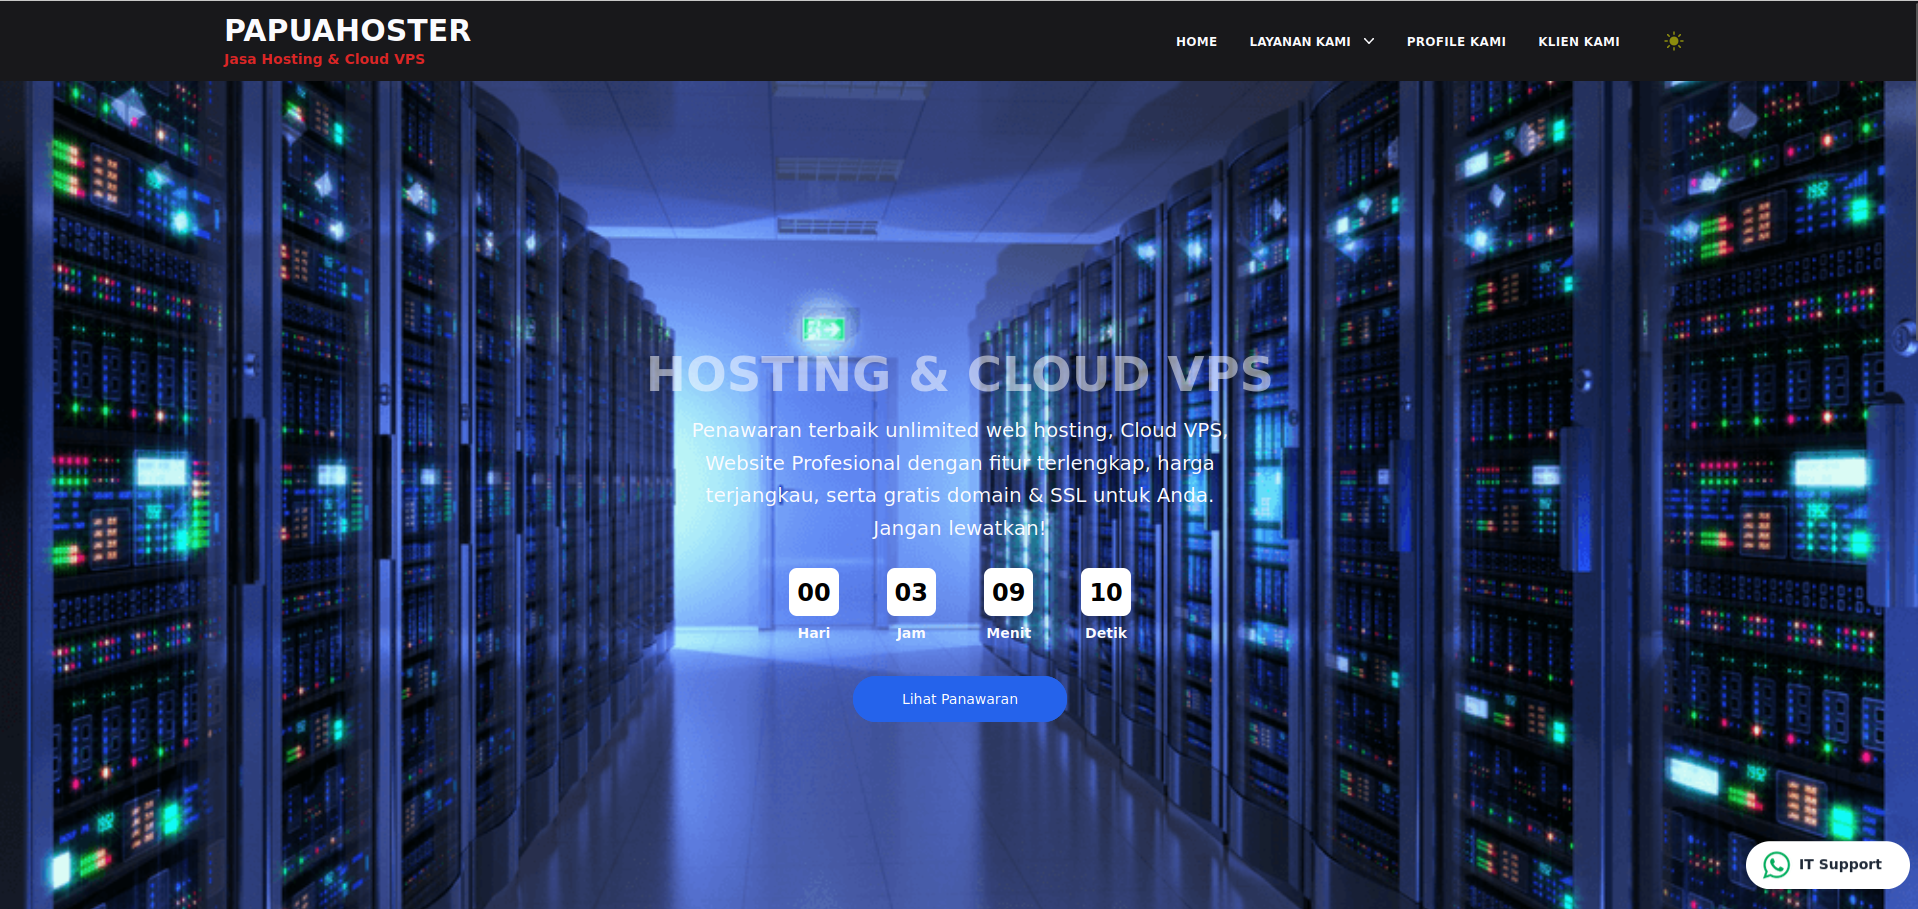 PAPUAHOSTER
Jasa Hosting & Cloud VPS
HOME
LAYANAN KAMI
PROFILE KAMI
KLIEN KAMI
HOSTING & CLOUD VPS
Penawaran terbaik unlimited web hosting, Cloud VPS,
Website Profesional dengan fitur terlengkap, harga
terjangkau, serta gratis domain & SSL untuk Anda.
Jangan lewatkan!
00 03 09 10
Hari Jam Menit Detik
Lihat Panawaran
IT Support